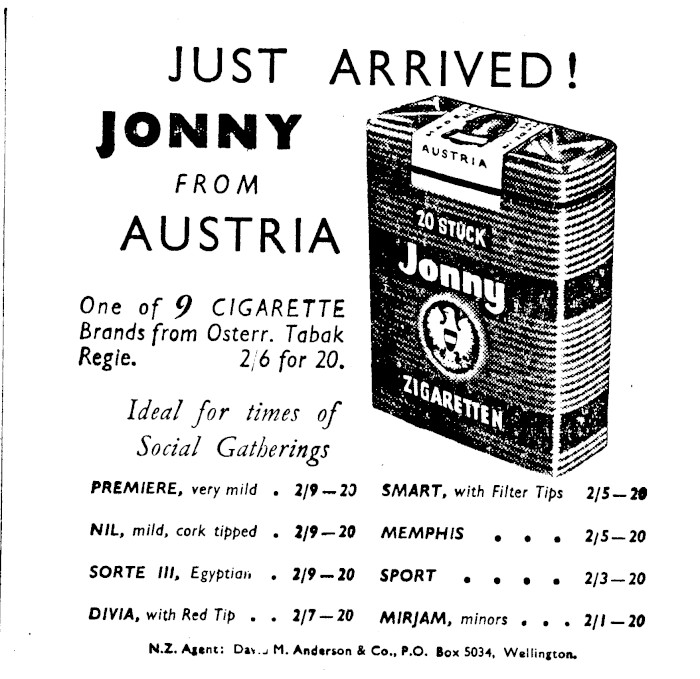 JUST ARRIVED!
JONNY
FROM
AUSTRIA
One of 9 CIGARETTE
Brands from Osterr. Tabak
Regie. 2/6 for 20.
Ideal for times of
Social Gatherings
AUSTRIA
20 STÜCK
Jonny
ZIGARETTEN
PREMIERE, very mild . 2/9—20
NIL, mild, cork tipped . 2/9—20
SORTE III, Egyptian . 2/9—20
DIVIA, with Red Tip . . 2/7—20
SMART, with Filter Tips 2/5—20
MEMPHIS . . . 2/5—20
SPORT . . . . 2/3—20
MIRJAM, minors . . . 2/1—20
N.Z. Agent: M. Anderson & Co., P.O. Box 5034, Wellington.